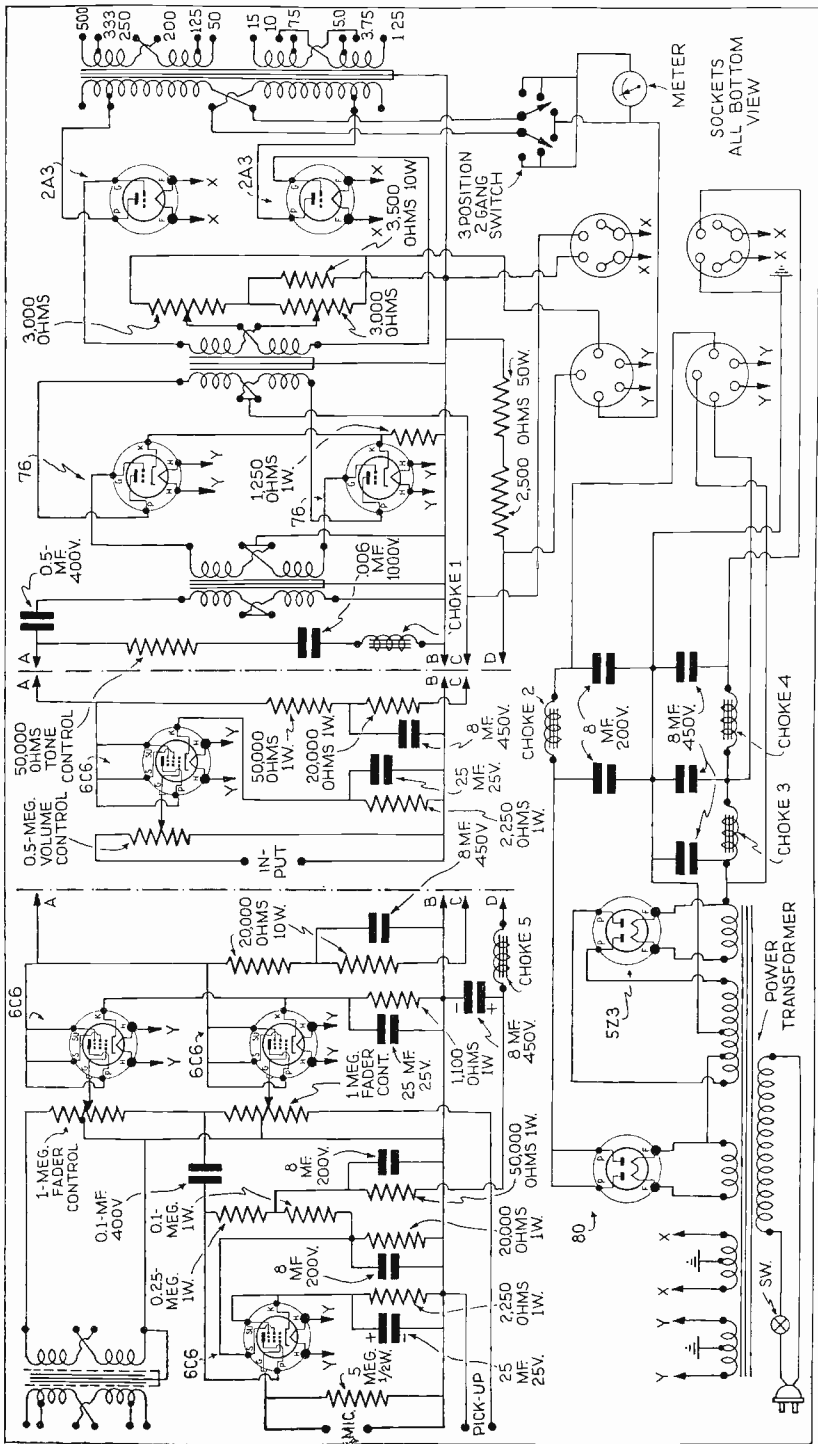 1-MEG.
FADER
CONTROL
6C6
20,000
OHMS
10W.
A
0.5-MEG.
VOLUME
CONTROL
6C6
50,000
OHMS
TONE
CONTROL
A
A
0.5-
MF.
400V.
76
3,000
OHMS
2A3
500
333
250
200
125
50
15
10
7.5
5.0
3.75
1.25
G
P
F
F
X
X
2A3
G
P
F
F
X
X
3,500
OHMS 10W
3,000
OHMS
G
K
P
H
H
Y
Y
1,250
OHMS
1W.
76
G
K
P
H
H
Y
Y
.006
MF.
1000V.
CHOKE 1
2,500 OHMS 50W.
3 POSITION
2 GANG
SWITCH
METER
SOCKETS
ALL BOTTOM
VIEW
X
X
Y
Y
X
X
Y
Y
S
SU
G
K
P
H
H
Y
Y
50,000
OHMS
1W.
20,000
OHMS 1W.
8
MF.
450V.
25
MF.
25V.
2,250
OHMS
1W.
IN-
PUT
B
C
B
C
D
8 MF.
450V.
S
SU
G
K
P
H
H
Y
Y
S
SU
G
K
P
H
H
Y
Y
6C6
1 MEG.
FADER
CONT.
25 MF.
25V.
1,100
OHMS
1W
8 MF.
450V.
-
+
CHOKE 5
B
C
D
0.1-MF.
400V
0.1-
MEG.
1W.
0.25-
MEG.
1W.
8
MF.
200V.
8
MF
200V.
50,000
OHMS 1W.
20,000
OHMS
1W.
2,250
OHMS
1W.
25
MF.
25V.
+
-
6C6
S
SU
G
K
P
H
H
Y
Y
5
MEG.
1/2W.
MIC.
PICK-UP
CHOKE 2
8
MF.
200V.
8 MF.
450V.
CHOKE 4
CHOKE 3
P
P
F
F
5Z3
P
P
F
F
80
POWER
TRANSFORMER
X
X
Y
Y
SW.